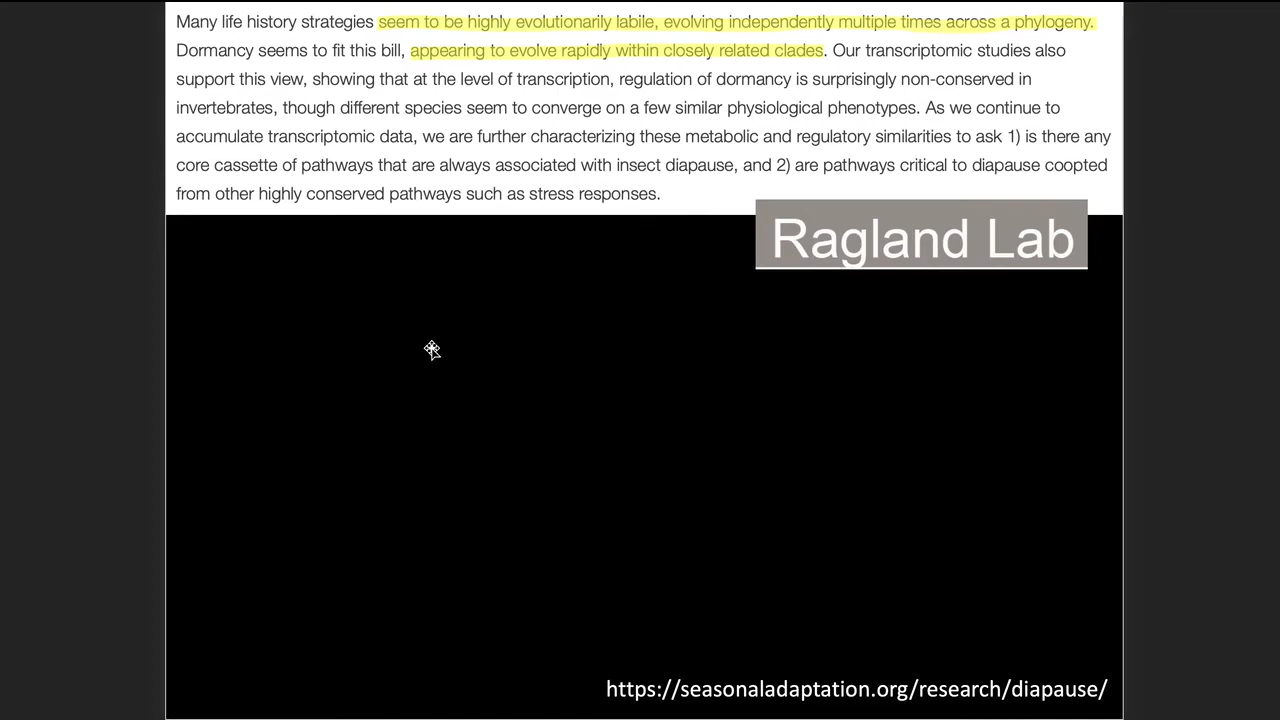 Many life history strategies seem to be highly evolutionarily labile, evolving independently multiple times across a phylogeny.
Dormancy seems to fit this bill, appearing to evolve rapidly within closely related clades. Our transcriptomic studies also
support this view, showing that at the level of transcription, regulation of dormancy is surprisingly non-conserved in
invertebrates, though different species seem to converge on a few similar physiological phenotypes. As we continue to
accumulate transcriptomic data, we are further characterizing these metabolic and regulatory similarities to ask 1) is there any
core cassette of pathways that are always associated with insect diapause, and 2) are pathways critical to diapause coopted
from other highly conserved pathways such as stress responses.
Ragland Lab
https://seasonaladaptation.org/research/diapause/